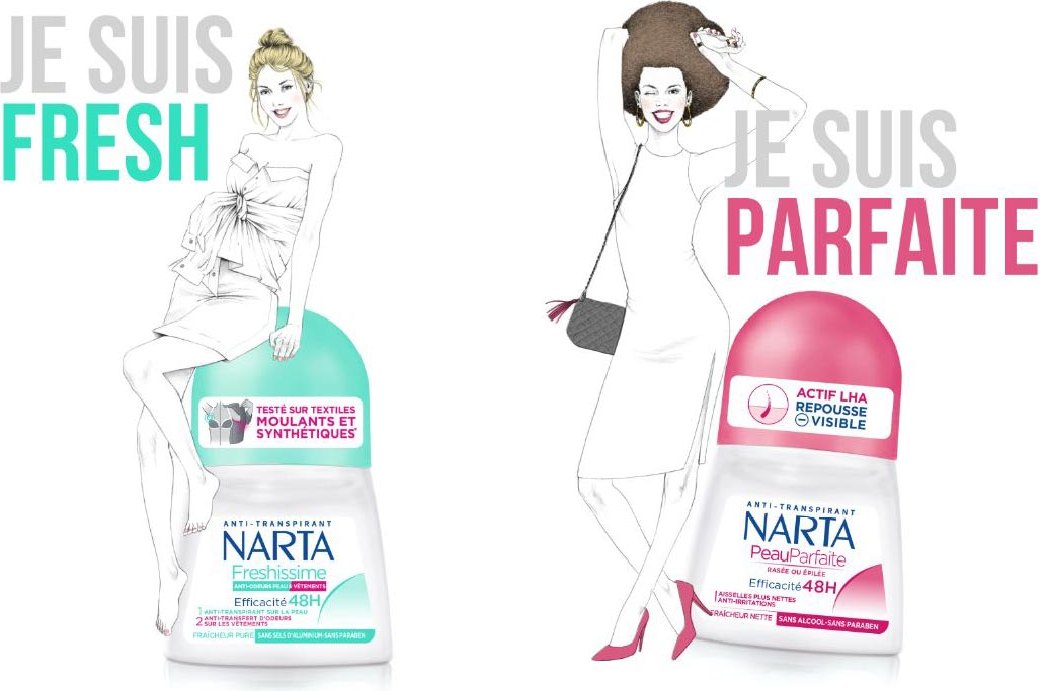 JE SUIS
FRESH
TESTÉ SUR TEXTILES
MOULANTS ET
SYNTHÉTIQUES*
ANTI-TRANSPIRANT
NARTA
Freshissime
ANTI-ODEURS PEAU & VÊTEMENTS
Efficacité 48H
1 ANTI-TRANSPIRANT SUR LA PEAU
2 ANTI-TRANSFERT D'ODEURS
SUR LES VÊTEMENTS
FRAÎCHEUR PURE SANS SELS D'ALUMINIUM-SANS PARABEN
JE SUIS
PARFAITE
ACTIF LHA
REPOUSSE
⊖ VISIBLE
ANTI-TRANSPIRANT
NARTA
PeauParfaite
RASÉE OU ÉPILÉE
Efficacité 48H
AISSELLES PLUS NETTES
ANTI-IRRITATIONS
FRAÎCHEUR NETTE SANS ALCOOL-SANS PARABEN